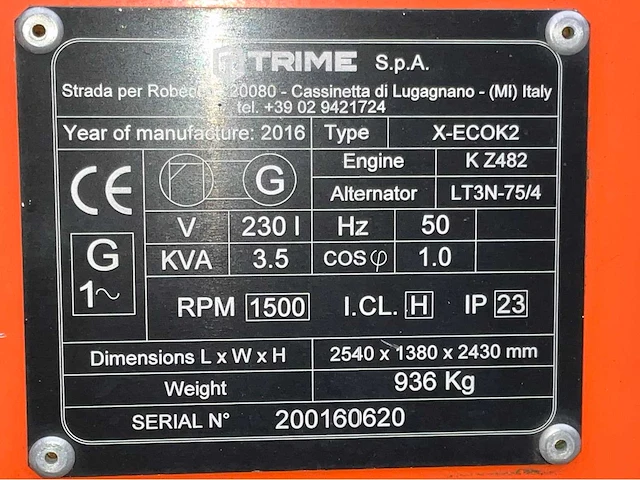 TRIME S.p.A.
Strada per 20080 - Cassinetta di Lugagnano - (Mi) Italy
tel. +39 02 9421724
Year of manufacture: 2016 Type X-ECOK2
Engine K Z482
CE G Alternator LT3N-75/4
V 230 I Hz 50
G KVA 3.5 COS φ 1.0
1~ RPM 1500 I.CL. H IP 23
Dimensions L x W x H 2540 x 1380 x 2430 mm
Weight 936 Kg
SERIAL N° 200160620